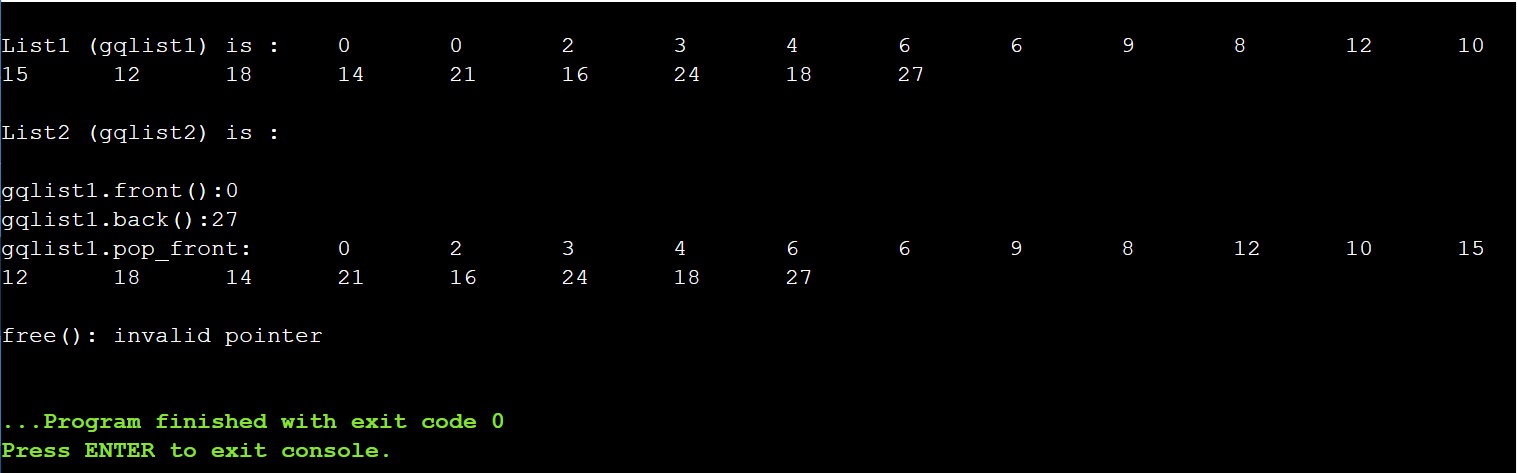 List1 (gqlist1) is : 0 0 2 3 4 6 6 9 8 12 10
15 12 18 14 21 16 24 18 27
List2 (gqlist2) is :
gqlist1.front():0
gqlist1.back():27
gqlist1.pop_front: 0 2 3 4 6 6 9 8 12 10 15
12 18 14 21 16 24 18 27
free(): invalid pointer
...Program finished with exit code 0
Press ENTER to exit console.